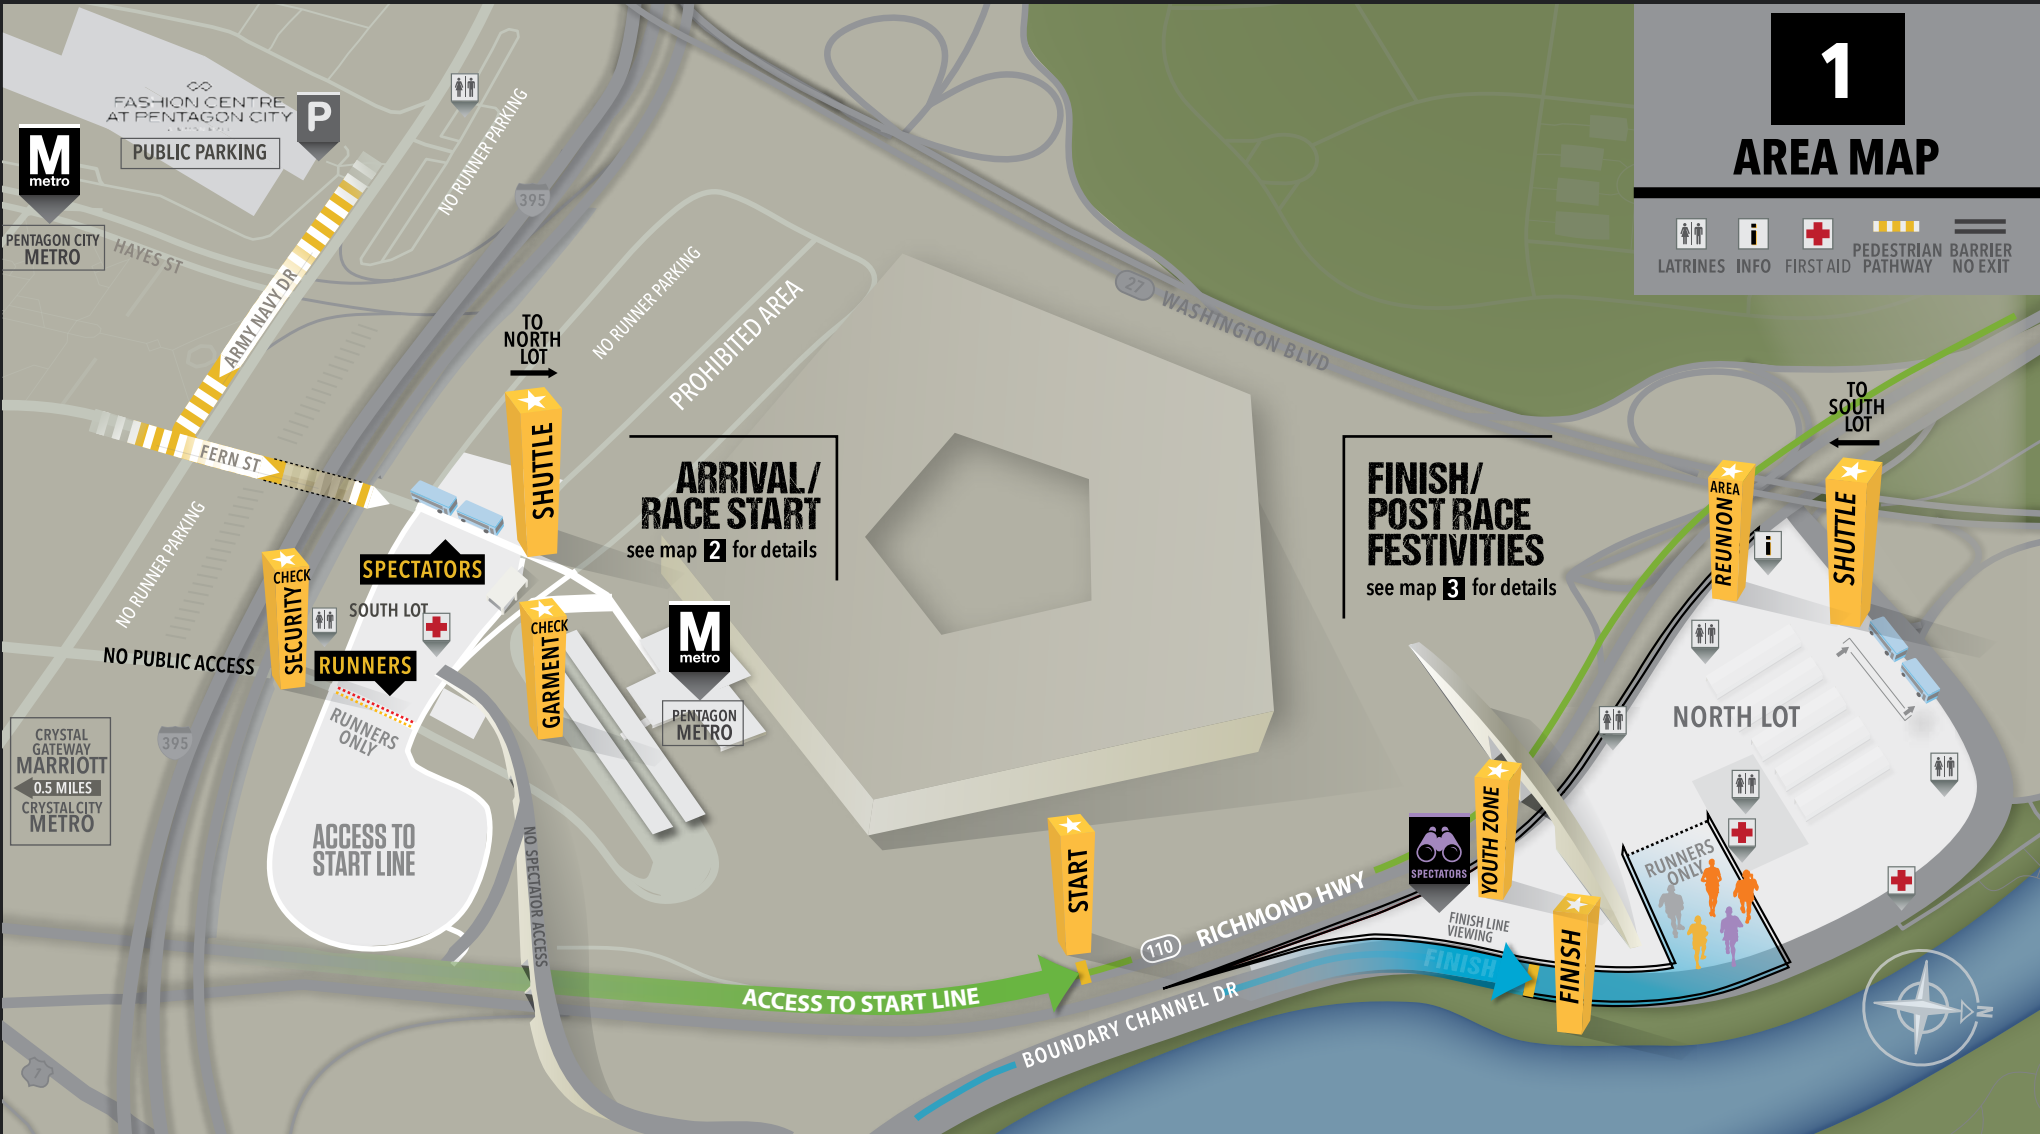 1
AREA MAP
LATRINES
INFO
FIRST AID
PEDESTRIAN
PATHWAY
BARRIER
NO EXIT
FASHION CENTRE
AT PENTAGON CITY
P
PUBLIC PARKING
M
metro
PENTAGON CITY
METRO
HAYES ST
ARMY NAVY DR
NO RUNNER PARKING
395
FERN ST
TO
NORTH
LOT
SHUTTLE
NO RUNNER PARKING
PROHIBITED AREA
27
WASHINGTON BLVD
ARRIVAL/
RACE START
see map 2 for details
FINISH/
POST RACE
FESTIVITIES
see map 3 for details
TO
SOUTH
LOT
AREA
REUNION
SHUTTLE
i
NO RUNNER PARKING
SPECTATORS
SOUTH LOT
CHECK
SECURITY
RUNNERS
NO PUBLIC ACCESS
CHECK
GARMENT
M
metro
PENTAGON
METRO
RUNNERS
ONLY
395
CRYSTAL
GATEWAY
MARRIOTT
0.5 MILES
CRYSTAL CITY
METRO
ACCESS TO
START LINE
NO SPECTATOR ACCESS
NORTH LOT
START
YOUTH ZONE
SPECTATORS
RUNNERS
ONLY
FINISH LINE
VIEWING
FINISH
FINISH
110
RICHMOND HWY
ACCESS TO START LINE
BOUNDARY CHANNEL DR
1
N